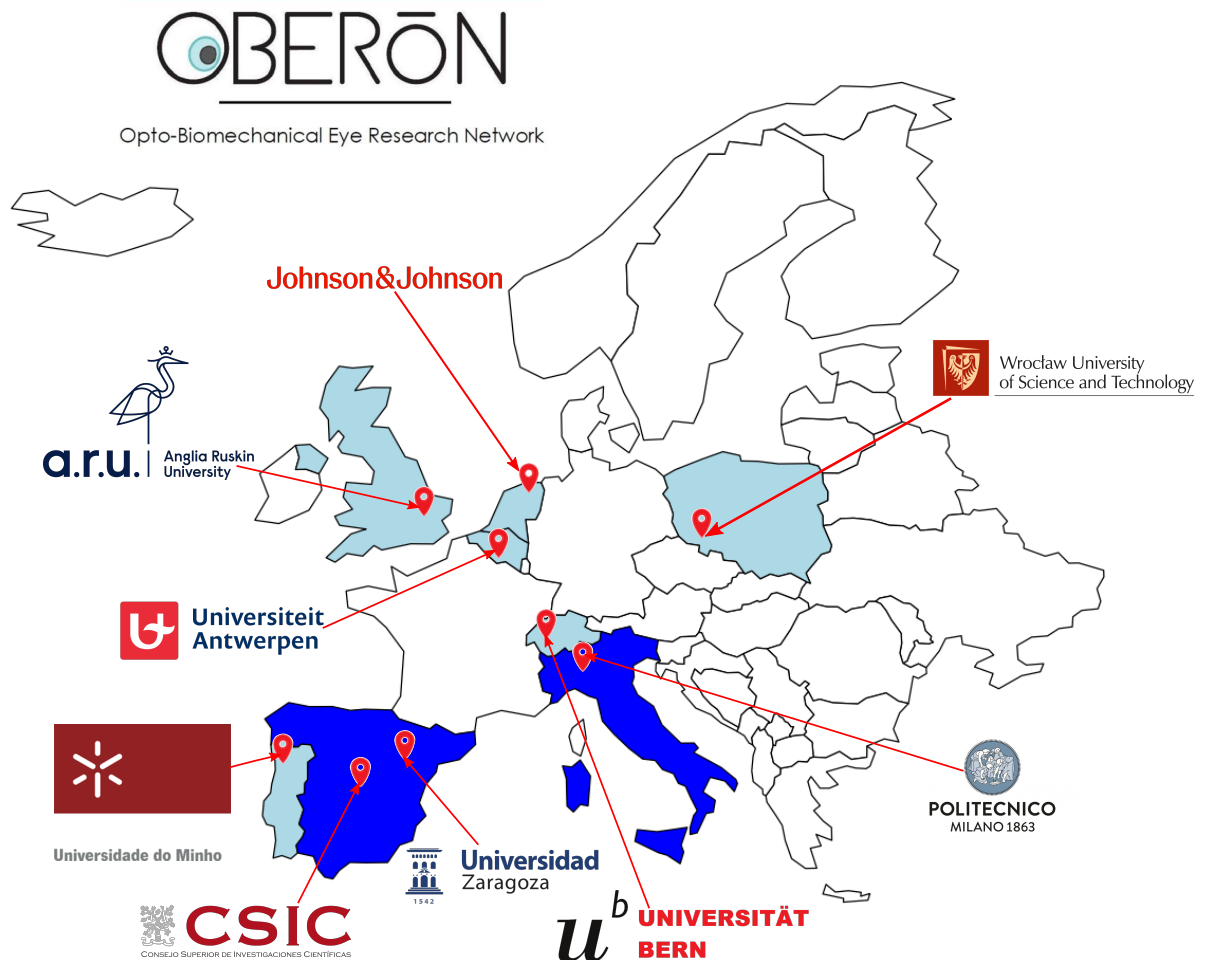 OBERŌN
Opto-Biomechanical Eye Research Network
Johnson&Johnson
Wrocław University
of Science and Technology
a.r.u.
Anglia Ruskin
University
Universiteit
Antwerpen
Universidade do Minho
POLITECNICO
MILANO 1863
Universidad
Zaragoza
1542
CSIC
CONSEJO SUPERIOR DE INVESTIGACIONES CIENTÍFICAS
u
b
UNIVERSITÄT
BERN